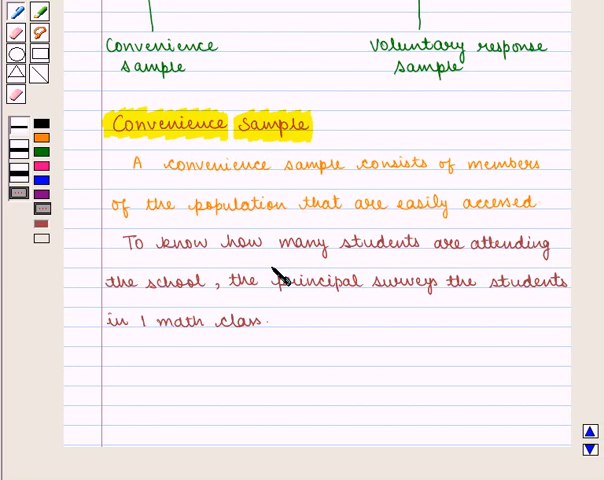 Convenience voluntary response
sample sample
Convenience Sample
A convenience sample consists of members
of the population that are easily accessed
To know how many students are attending
the school, the principal surveys the students
in 1 math class.